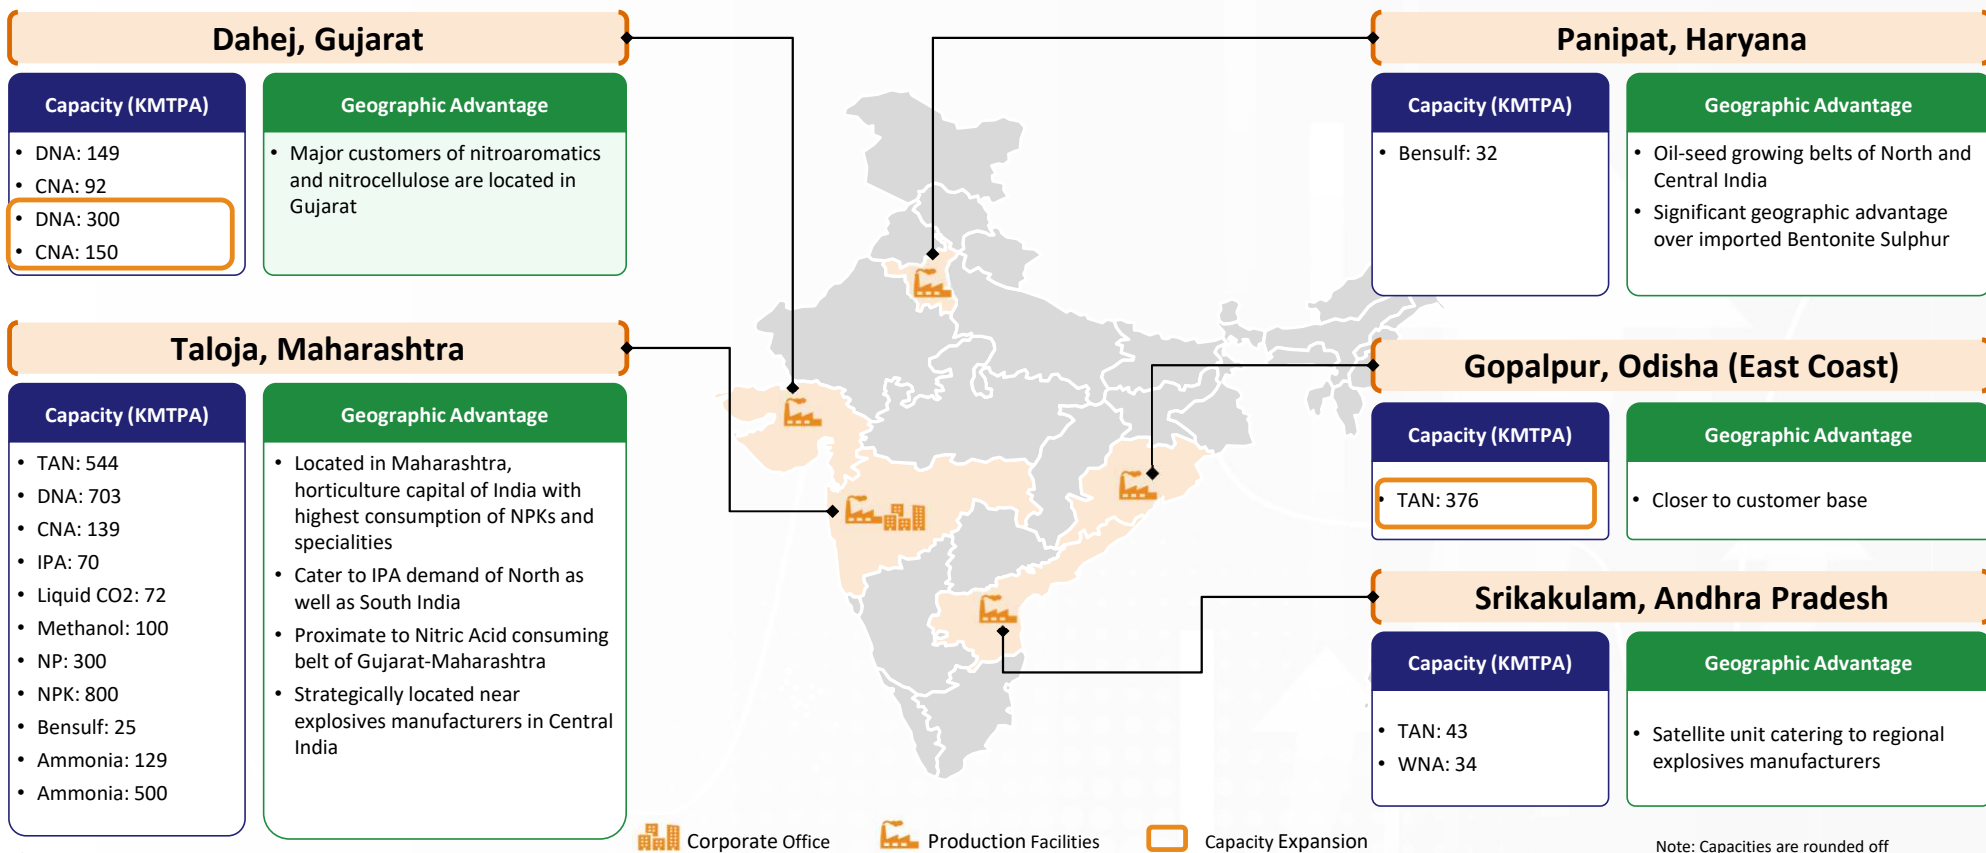 Dahej, Gujarat
Capacity (KMTPA)
• DNA: 149
• CNA: 92
• DNA: 300
• CNA: 150
Geographic Advantage
• Major customers of nitroaromatics
and nitrocellulose are located in
Gujarat
Taloja, Maharashtra
Capacity (KMTPA)
• TAN: 544
• DNA: 703
• CNA: 139
• IPA: 70
• Liquid CO2: 72
• Methanol: 100
• NP: 300
• NPK: 800
• Bensulf: 25
• Ammonia: 129
• Ammonia: 500
Geographic Advantage
• Located in Maharashtra,
horticulture capital of India with
highest consumption of NPKs and
specialities
• Cater to IPA demand of North as
well as South India
• Proximate to Nitric Acid consuming
belt of Gujarat-Maharashtra
• Strategically located near
explosives manufacturers in Central
India
Panipat, Haryana
Capacity (KMTPA)
• Bensulf: 32
Geographic Advantage
• Oil-seed growing belts of North and
Central India
• Significant geographic advantage
over imported Bentonite Sulphur
Gopalpur, Odisha (East Coast)
Capacity (KMTPA)
• TAN: 376
Geographic Advantage
• Closer to customer base
Srikakulam, Andhra Pradesh
Capacity (KMTPA)
• TAN: 43
• WNA: 34
Geographic Advantage
• Satellite unit catering to regional
explosives manufacturers
Corporate Office
Production Facilities
Capacity Expansion
Note: Capacities are rounded off